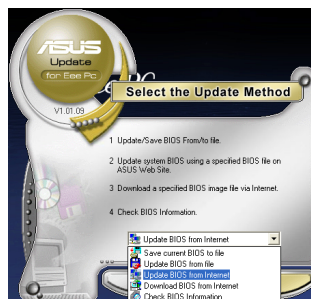 ASUS
Update
for Eee Pc
V1.01.09
Select the Update Method
1 Update/Save BIOS From/to file.
2 Update system BIOS using a specified BIOS file on
ASUS Web Site.
3 Download a specified BIOS image file via Internet.
4 Check BIOS Information.
Update BIOS from Internet
Save current BIOS to file
Update BIOS from file
Update BIOS from Internet
Download BIOS from Internet
Check BIOS Information